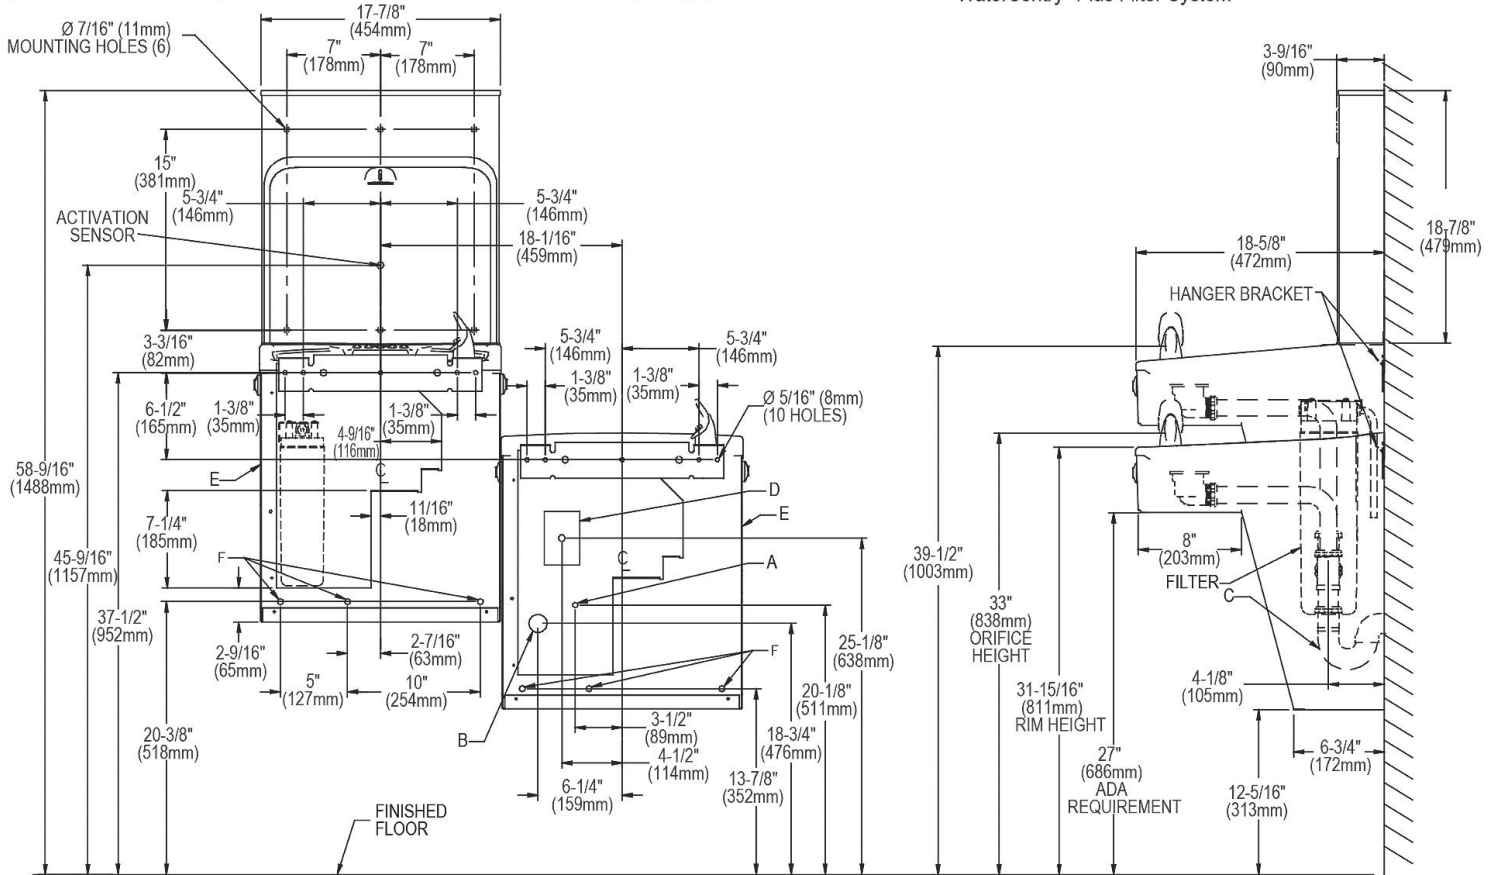 WaterSentry® Plus Filter System
17-7/8"
(454mm)
Ø 7/16" (11mm)
MOUNTING HOLES (6)
7"
(178mm)
7"
(178mm)
15"
(381mm)
5-3/4"
(146mm)
5-3/4"
(146mm)
ACTIVATION
SENSOR
18-1/16"
(459mm)
3-3/16"
(82mm)
6-1/2"
(165mm)
1-3/8"
(35mm)
1-3/8"
(35mm)
4-9/16"
(116mm)
C
L
58-9/16"
(1488mm)
E
7-1/4"
(185mm)
11/16"
(18mm)
45-9/16"
(1157mm)
F
37-1/2"
(952mm)
2-9/16"
(65mm)
2-7/16"
(63mm)
5"
(127mm)
10"
(254mm)
20-3/8"
(518mm)
FINISHED
FLOOR
5-3/4"
(146mm)
5-3/4"
(146mm)
1-3/8"
(35mm)
1-3/8"
(35mm)
Ø 5/16" (8mm)
(10 HOLES)
D
E
C
L
A
F
B
3-1/2"
(89mm)
4-1/2"
(114mm)
6-1/4"
(159mm)
25-1/8"
(638mm)
20-1/8"
(511mm)
18-3/4"
(476mm)
13-7/8"
(352mm)
3-9/16"
(90mm)
18-7/8"
(479mm)
18-5/8"
(472mm)
HANGER BRACKET
39-1/2"
(1003mm)
8"
(203mm)
FILTER
C
33"
(838mm)
ORIFICE
HEIGHT
31-15/16"
(811mm)
RIM HEIGHT
4-1/8"
(105mm)
27"
(686mm)
ADA
REQUIREMENT
6-3/4"
(172mm)
12-5/16"
(313mm)